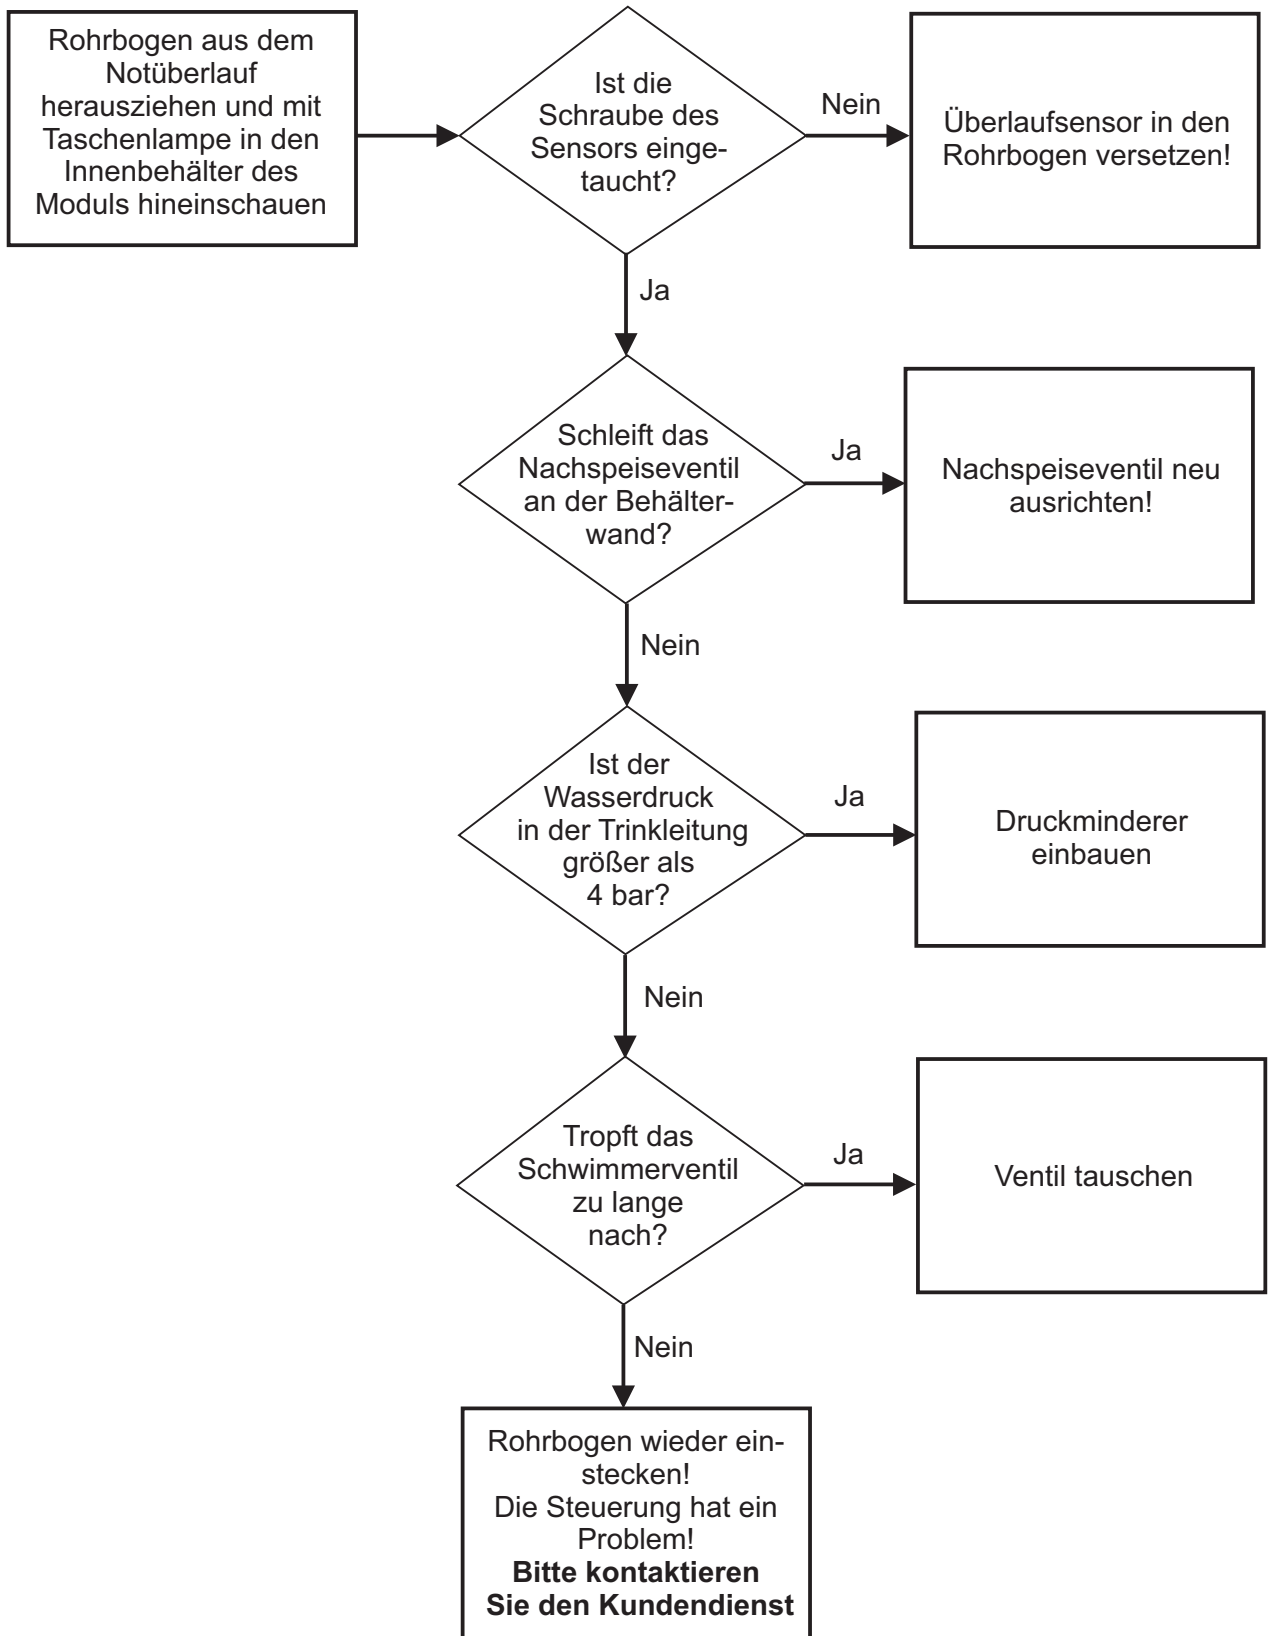 Rohrbogen aus dem
Notüberlauf
herausziehen und mit
Taschenlampe in den
Innenbehälter des
Moduls hineinschauen
Ist die
Schraube des
Sensors einge-
taucht?
Nein
Überlaufsensor in den
Rohrbogen versetzen!
Ja
Schleift das
Nachspeiseventil
an der Behälter-
wand?
Ja
Nachspeiseventil neu
ausrichten!
Nein
Ist der
Wasserdruck
in der Trinkleitung
größer als
4 bar?
Ja
Druckminderer
einbauen
Nein
Tropft das
Schwimmerventil
zu lange
nach?
Ja
Ventil tauschen
Nein
Rohrbogen wieder ein-
stecken!
Die Steuerung hat ein
Problem!
Bitte kontaktieren
Sie den Kundendienst